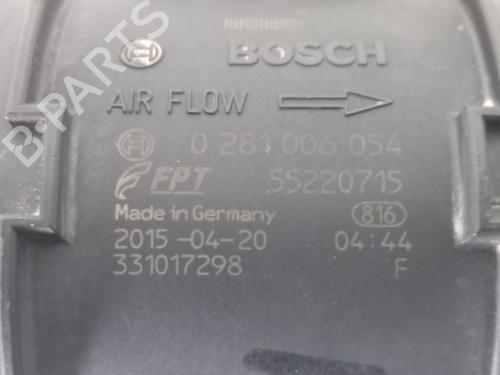 BOSCH
AIR FLOW
0 281 006 054
FPT 55220715
Made in Germany 816
2015-04-20 04:44
331017298 F
B-PARTS